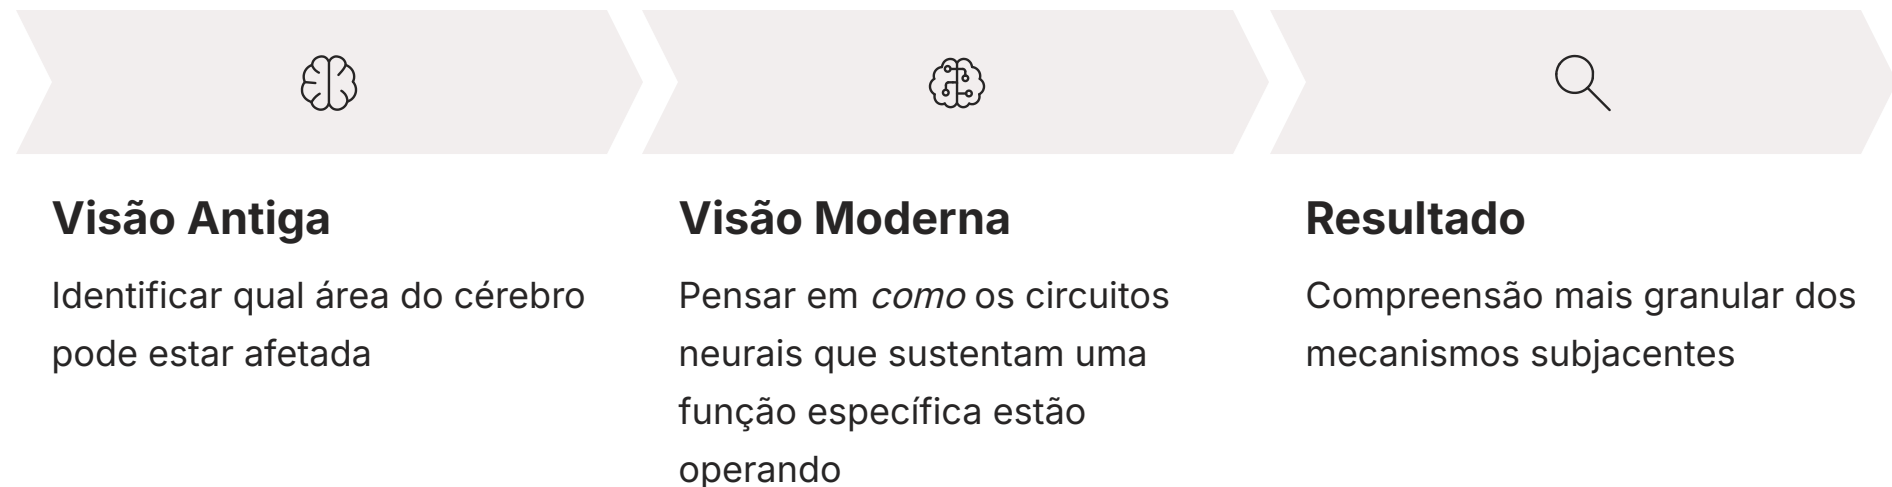 Visão Antiga
Identificar qual área do cérebro
pode estar afetada
Visão Moderna
Pensar em como os circuitos
neurais que sustentam uma
função específica estão
operando
Resultado
Compreensão mais granular dos
mecanismos subjacentes